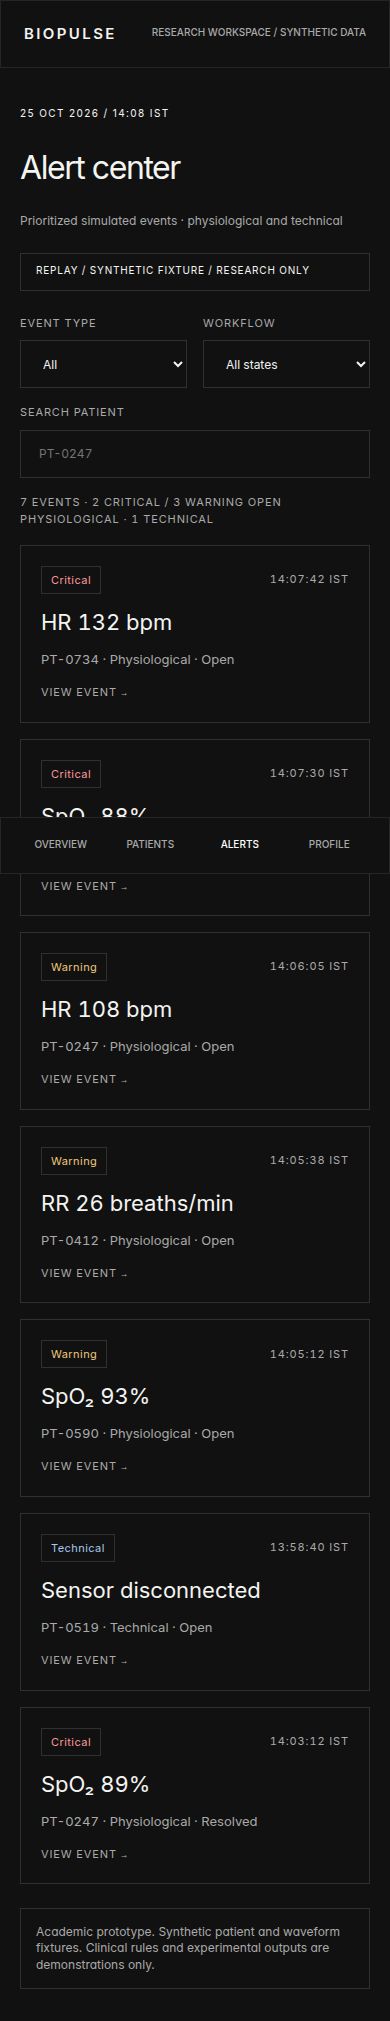 BIOPULSE
RESEARCH WORKSPACE / SYNTHETIC DATA
25 OCT 2026 / 14:08 IST
Alert center
Prioritized simulated events · physiological and technical
REPLAY / SYNTHETIC FIXTURE / RESEARCH ONLY
EVENT TYPE
WORKFLOW
All
All states
SEARCH PATIENT
PT-0247
7 EVENTS · 2 CRITICAL / 3 WARNING OPEN
PHYSIOLOGICAL · 1 TECHNICAL
Critical
14:07:42 IST
HR 132 bpm
PT-0734 · Physiological · Open
VIEW EVENT →
Critical
14:07:30 IST
SpO₂ 88%
OVERVIEW
PATIENTS
ALERTS
PROFILE
VIEW EVENT →
Warning
14:06:05 IST
HR 108 bpm
PT-0247 · Physiological · Open
VIEW EVENT →
Warning
14:05:38 IST
RR 26 breaths/min
PT-0412 · Physiological · Open
VIEW EVENT →
Warning
14:05:12 IST
SpO₂ 93%
PT-0590 · Physiological · Open
VIEW EVENT →
Technical
13:58:40 IST
Sensor disconnected
PT-0519 · Technical · Open
VIEW EVENT →
Critical
14:03:12 IST
SpO₂ 89%
PT-0247 · Physiological · Resolved
VIEW EVENT →
Academic prototype. Synthetic patient and waveform
fixtures. Clinical rules and experimental outputs are
demonstrations only.